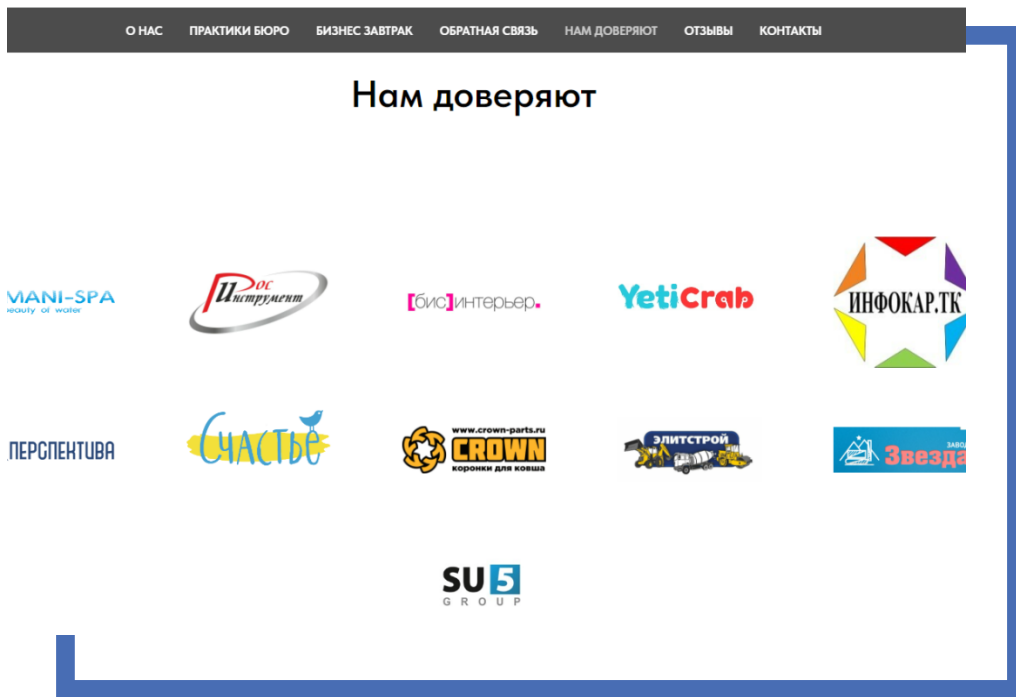 О НАС ПРАКТИКИ БЮРО БИЗНЕС ЗАВТРАК ОБРАТНАЯ СВЯЗЬ НАМ ДОВЕРЯЮТ ОТЗЫВЫ КОНТАКТЫ
Нам доверяют
MANI-SPA
beauty of water
Рос
Инструмент
[бис]интерьер.
YetiCrab
ИНФОКАР.ТК
ПЕРСПЕКТИВА
Счастье
www.crown-parts.ru
CROWN
коронки для ковша
ЭЛИТСТРОЙ
ЗАВОД
Звезда
SU5
GROUP